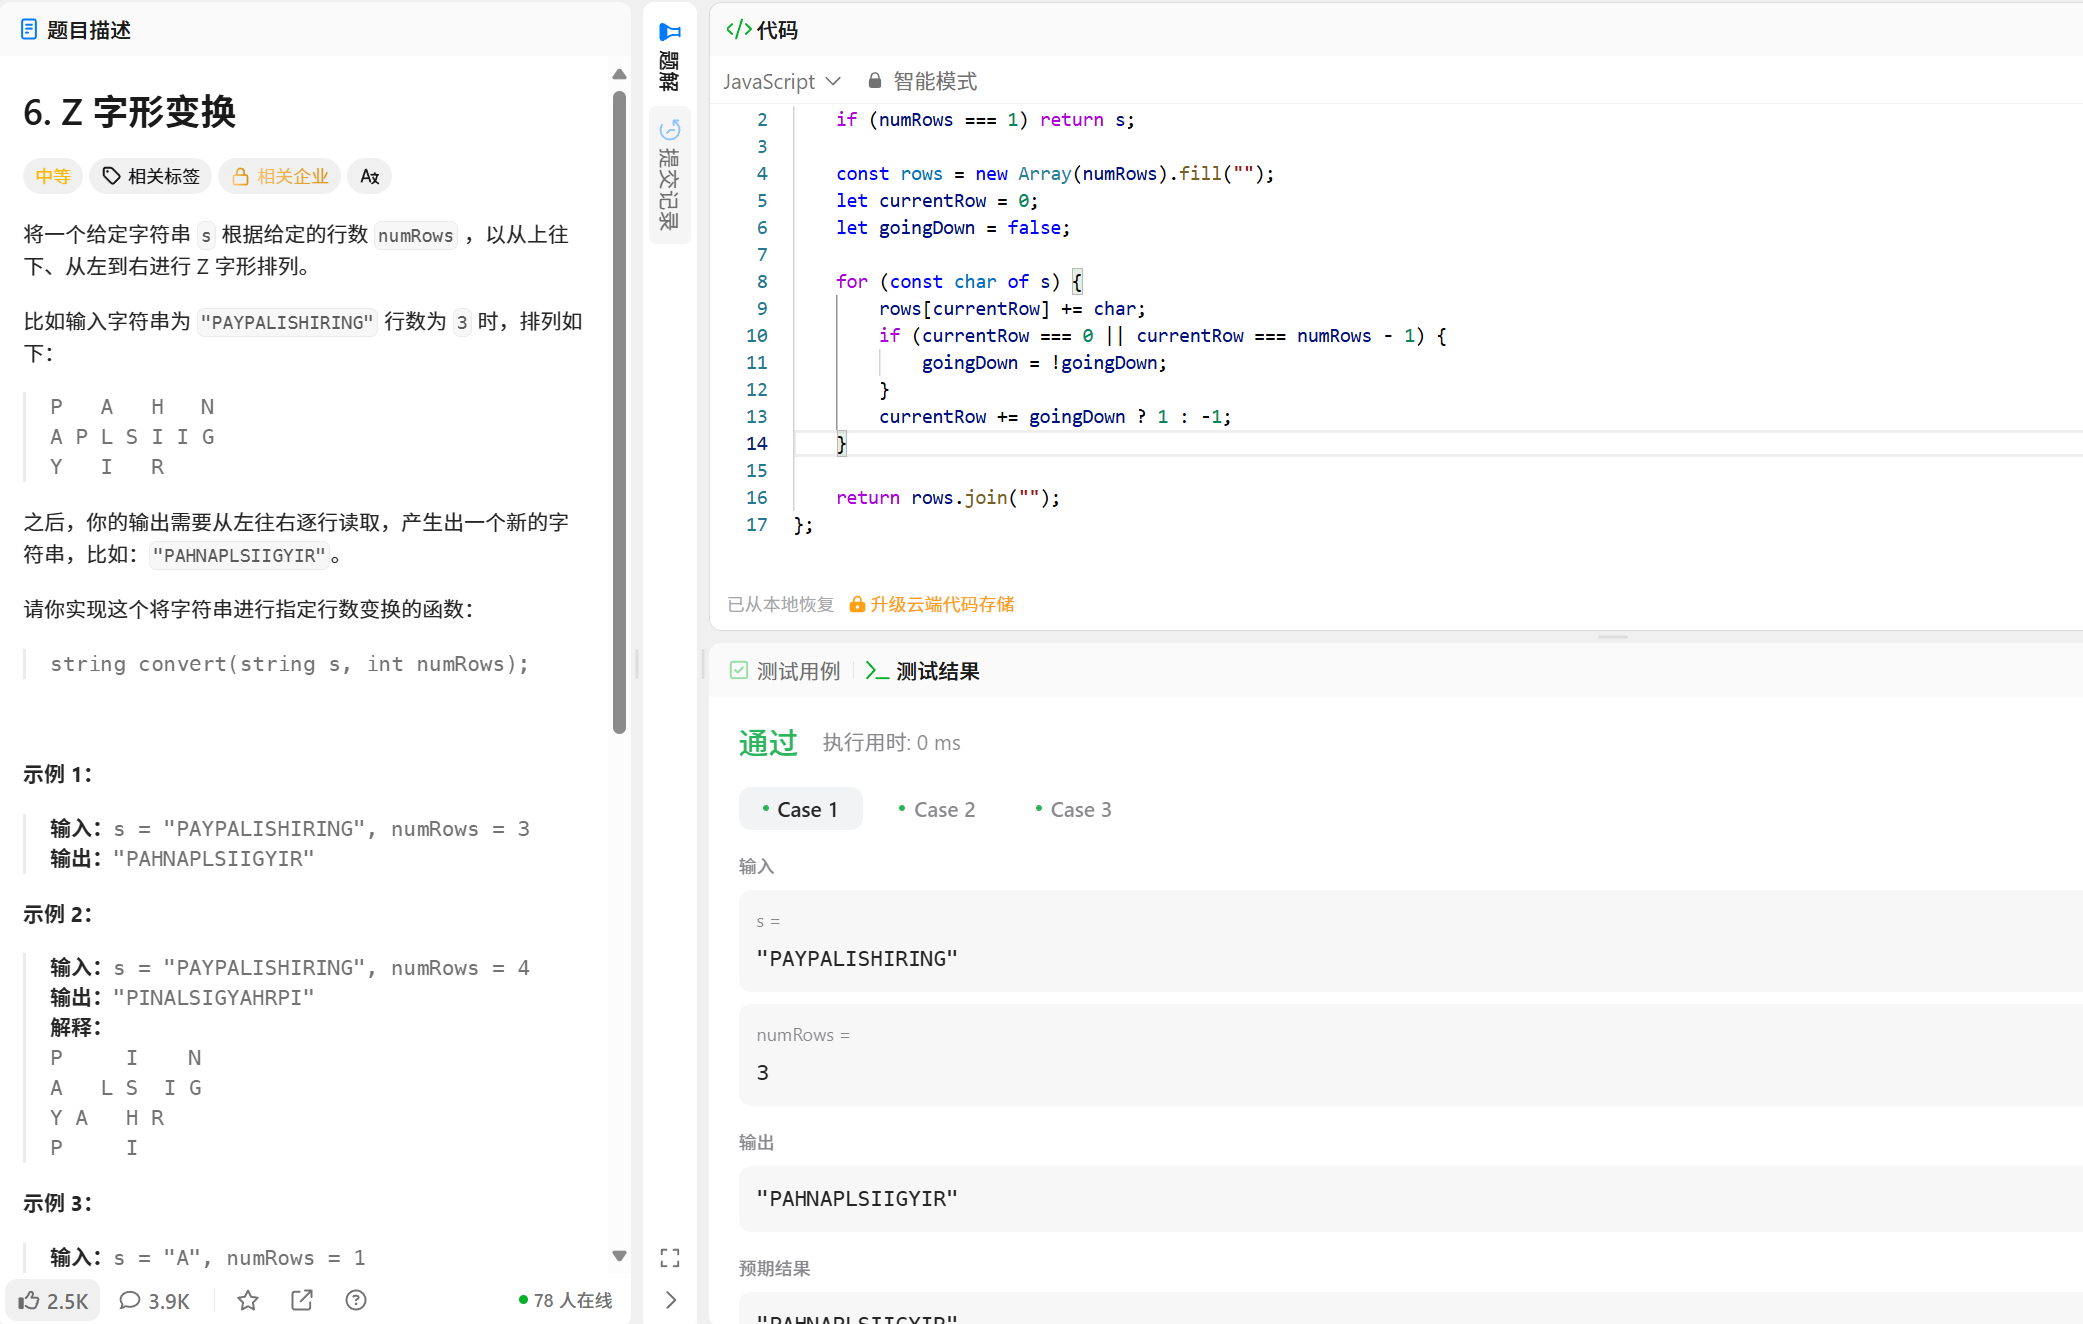 题目描述
6. Z 字形变换
中等 相关标签 相关企业
将一个给定字符串 s 根据给定的行数 numRows ，以从上往
下、从左到右进行 Z 字形排列。
比如输入字符串为 "PAYPALISHIRING" 行数为 3 时，排列如
下：
P   A   H   N
A P L S I I G
Y   I   R
之后，你的输出需要从左往右逐行读取，产生出一个新的字
符串，比如："PAHNAPLSIIGYIR"。
请你实现这个将字符串进行指定行数变换的函数：
string convert(string s, int numRows);
示例 1：
输入：s = "PAYPALISHIRING", numRows = 3
输出："PAHNAPLSIIGYIR"
示例 2：
输入：s = "PAYPALISHIRING", numRows = 4
输出："PINALSIGYAHRPI"
解释：
P     I    N
A   L S  I G
Y A   H R
P     I
示例 3：
输入：s = "A", numRows = 1
2.5K 3.9K 78 人在线
题解
提交记录
代码
JavaScript 智能模式
2 if (numRows === 1) return s;
3
4 const rows = new Array(numRows).fill("");
5 let currentRow = 0;
6 let goingDown = false;
7
8 for (const char of s) {
9 rows[currentRow] += char;
10 if (currentRow === 0 || currentRow === numRows - 1) {
11 goingDown = !goingDown;
12 }
13 currentRow += goingDown ? 1 : -1;
14 }
15
16 return rows.join("");
17 };
已从本地恢复 升级云端代码存储
测试用例 测试结果
通过 执行用时: 0 ms
Case 1 Case 2 Case 3
输入
s =
"PAYPALISHIRING"
numRows =
3
输出
"PAHNAPLSIIGYIR"
预期结果
"PAHNAPLSIIGYIR"